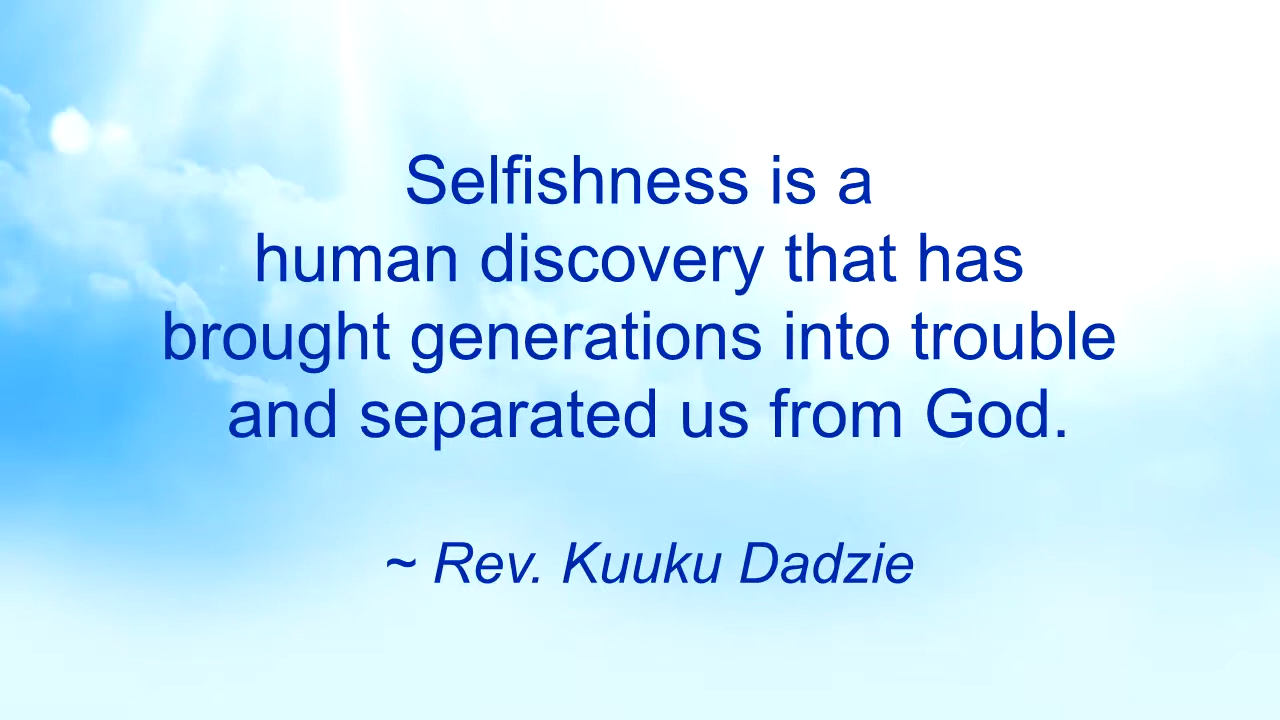 Selfishness is a
human discovery that has
brought generations into trouble
and separated us from God.
~ Rev. Kuuku Dadzie